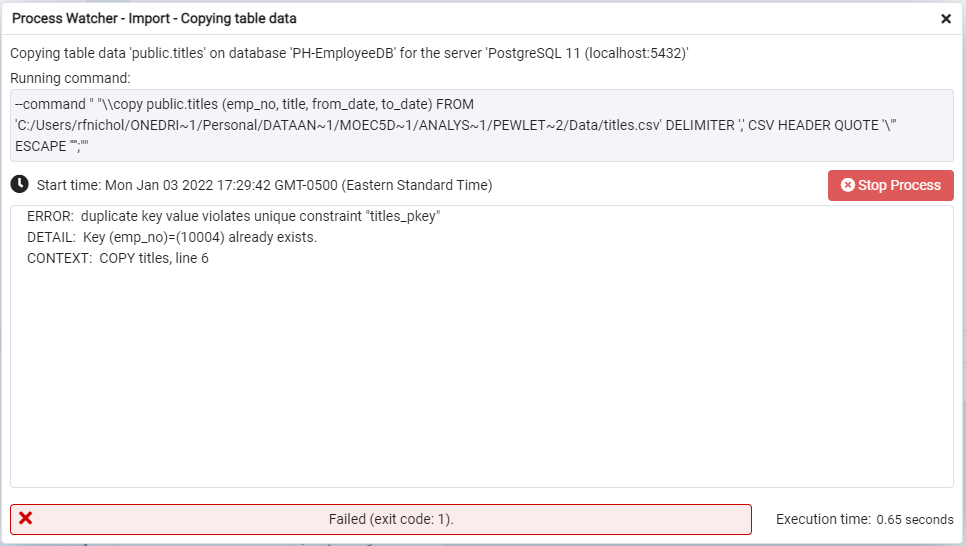 Process Watcher - Import - Copying table data
Copying table data 'public.titles' on database 'PH-EmployeeDB' for the server 'PostgreSQL 11 (localhost:5432)'
Running command:
--command " "\\copy public.titles (emp_no, title, from_date, to_date) FROM
'C:/Users/rfnichol/ONEDRI~1/Personal/DATAAN~1/MOEC5D~1/ANALYS~1/PEWLET~2/Data/titles.csv' DELIMITER ',' CSV HEADER QUOTE '\"'
ESCAPE '"';""
Start time: Mon Jan 03 2022 17:29:42 GMT-0500 (Eastern Standard Time)
Stop Process
ERROR: duplicate key value violates unique constraint "titles_pkey"
DETAIL: Key (emp_no)=(10004) already exists.
CONTEXT: COPY titles, line 6
Failed (exit code: 1).
Execution time: 0.65 seconds